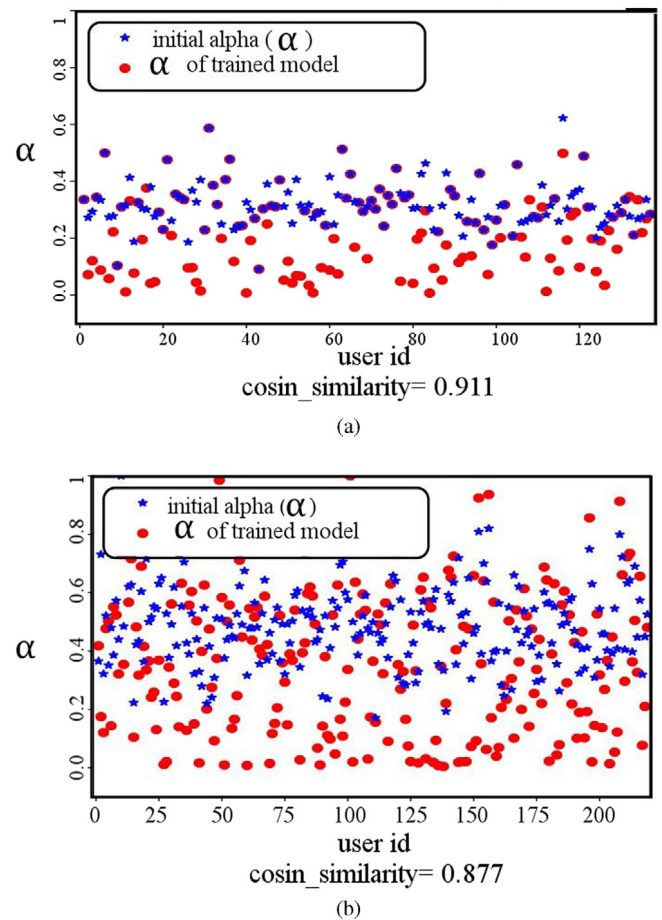 1
0.8
0.6
0.4
0.2
0.0
α
initial alpha ( α )
α of trained model
0 20 40 60 80 100 120
user id
cosin_similarity= 0.911
(a)
1
0.8
0.6
0.4
0.2
0.0
α
initial alpha (α)
α of trained model
0 25 50 75 100 125 150 175 200
user id
cosin_similarity= 0.877
(b)